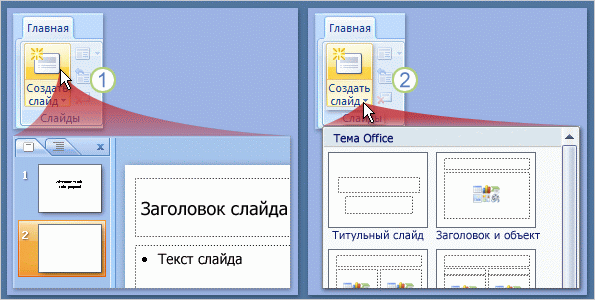 Главная
1
Создать
слайд
Слайды
1
2
Заголовок слайда
• Текст слайда
Главная
2
Создать
слайд
Слайды
Тема Office
Титульный слайд
Заголовок и объект